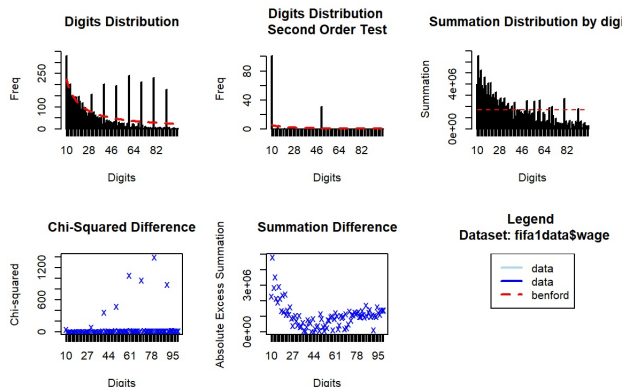 Digits Distribution
Freq
0 100 250
10 28 46 64 82
Digits
Digits Distribution
Second Order Test
Freq
0 40 80
10 28 46 64 82
Digits
Summation Distribution by digi
Summation
0e+00 4e+06
10 28 46 64 82
Digits
Chi-Squared Difference
Chi-squared
0 600 1200
10 27 44 61 78 95
Digits
Summation Difference
Absolute Excess Summation
0e+00 3e+06
10 27 44 61 78 95
Digits
Legend
Dataset: fifa1data$wage
data
data
benford